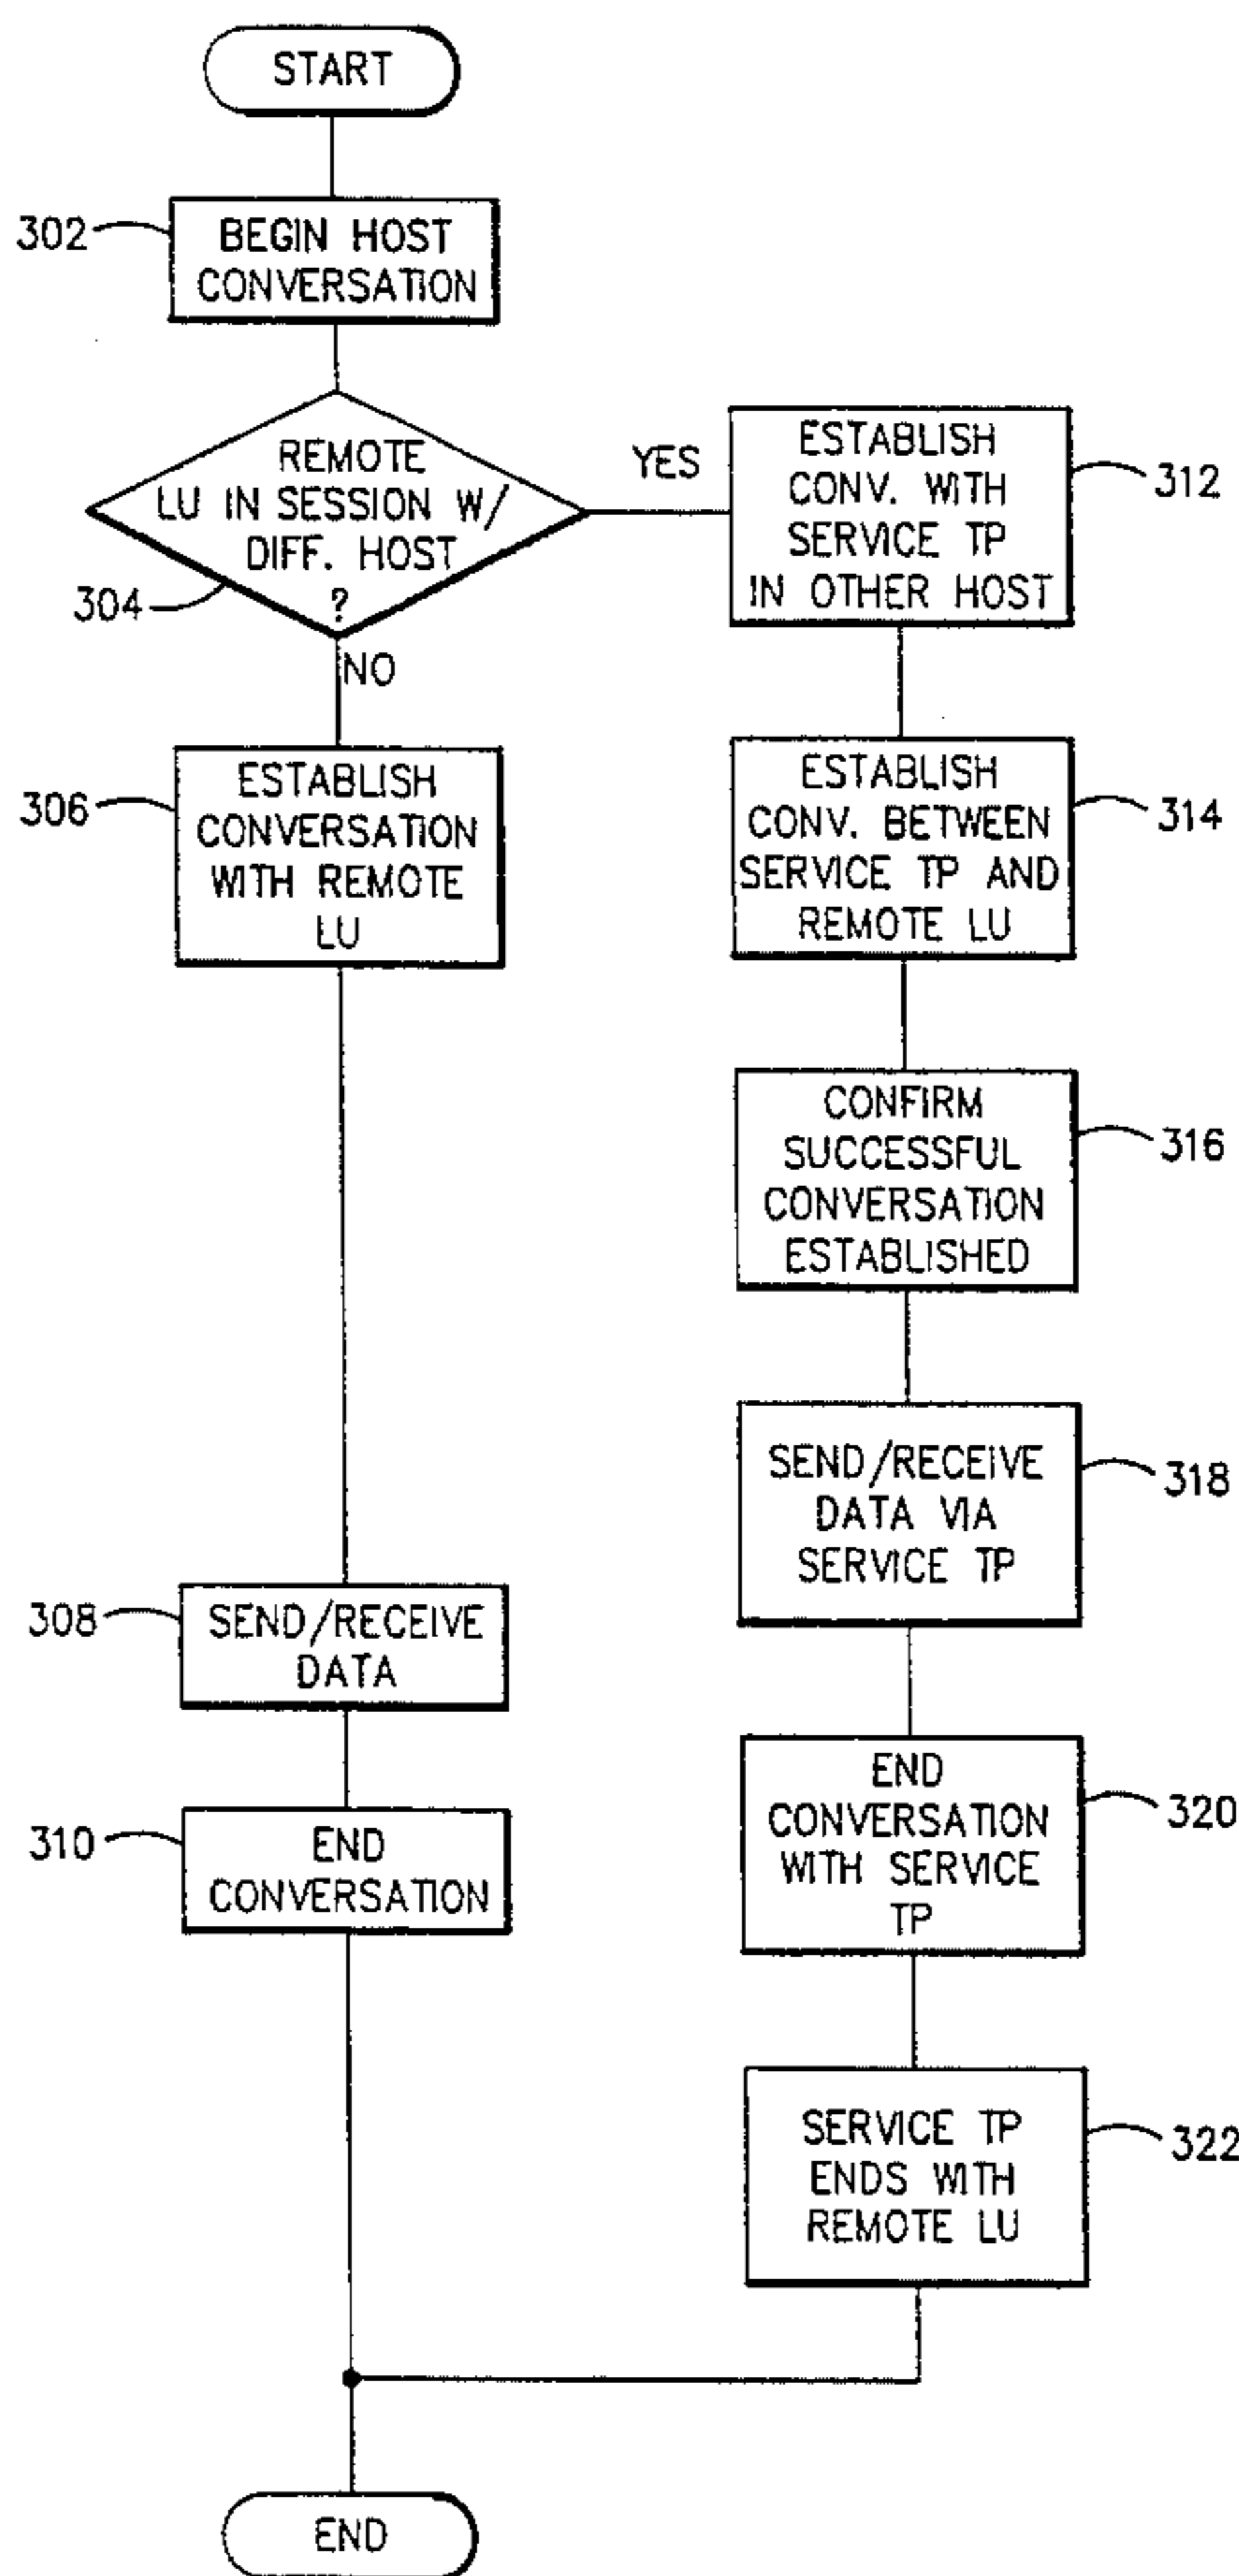 START
302
BEGIN HOST
CONVERSATION
REMOTE
LU IN SESSION W/
DIFF. HOST
?
304
YES
NO
306
ESTABLISH
CONVERSATION
WITH REMOTE
LU
308
SEND/RECEIVE
DATA
310
END
CONVERSATION
ESTABLISH
CONV. WITH
SERVICE TP
IN OTHER HOST
312
ESTABLISH
CONV. BETWEEN
SERVICE TP AND
REMOTE LU
314
CONFIRM
SUCCESSFUL
CONVERSATION
ESTABLISHED
316
SEND/RECEIVE
DATA VIA
SERVICE TP
318
END
CONVERSATION
WITH SERVICE
TP
320
SERVICE TP
ENDS WITH
REMOTE LU
322
END